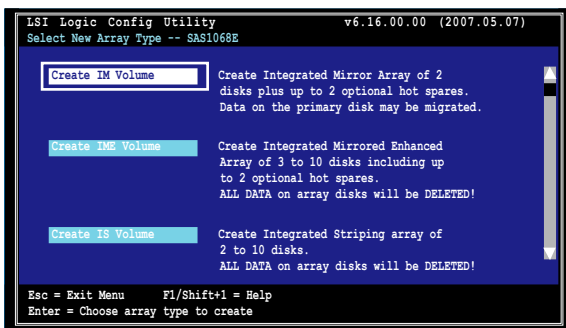 LSI Logic Config Utility v6.16.00.00 (2007.05.07)
Select New Array Type -- SAS1068E
Create IM Volume Create Integrated Mirror Array of 2
disks plus up to 2 optional hot spares.
Data on the primary disk may be migrated.
Create IME Volume Create Integrated Mirrored Enhanced
Array of 3 to 10 disks including up
to 2 optional hot spares.
ALL DATA on array disks will be DELETED!
Create IS Volume Create Integrated Striping array of
2 to 10 disks.
ALL DATA on array disks will be DELETED!
Esc = Exit Menu F1/Shift+1 = Help
Enter = Choose array type to create